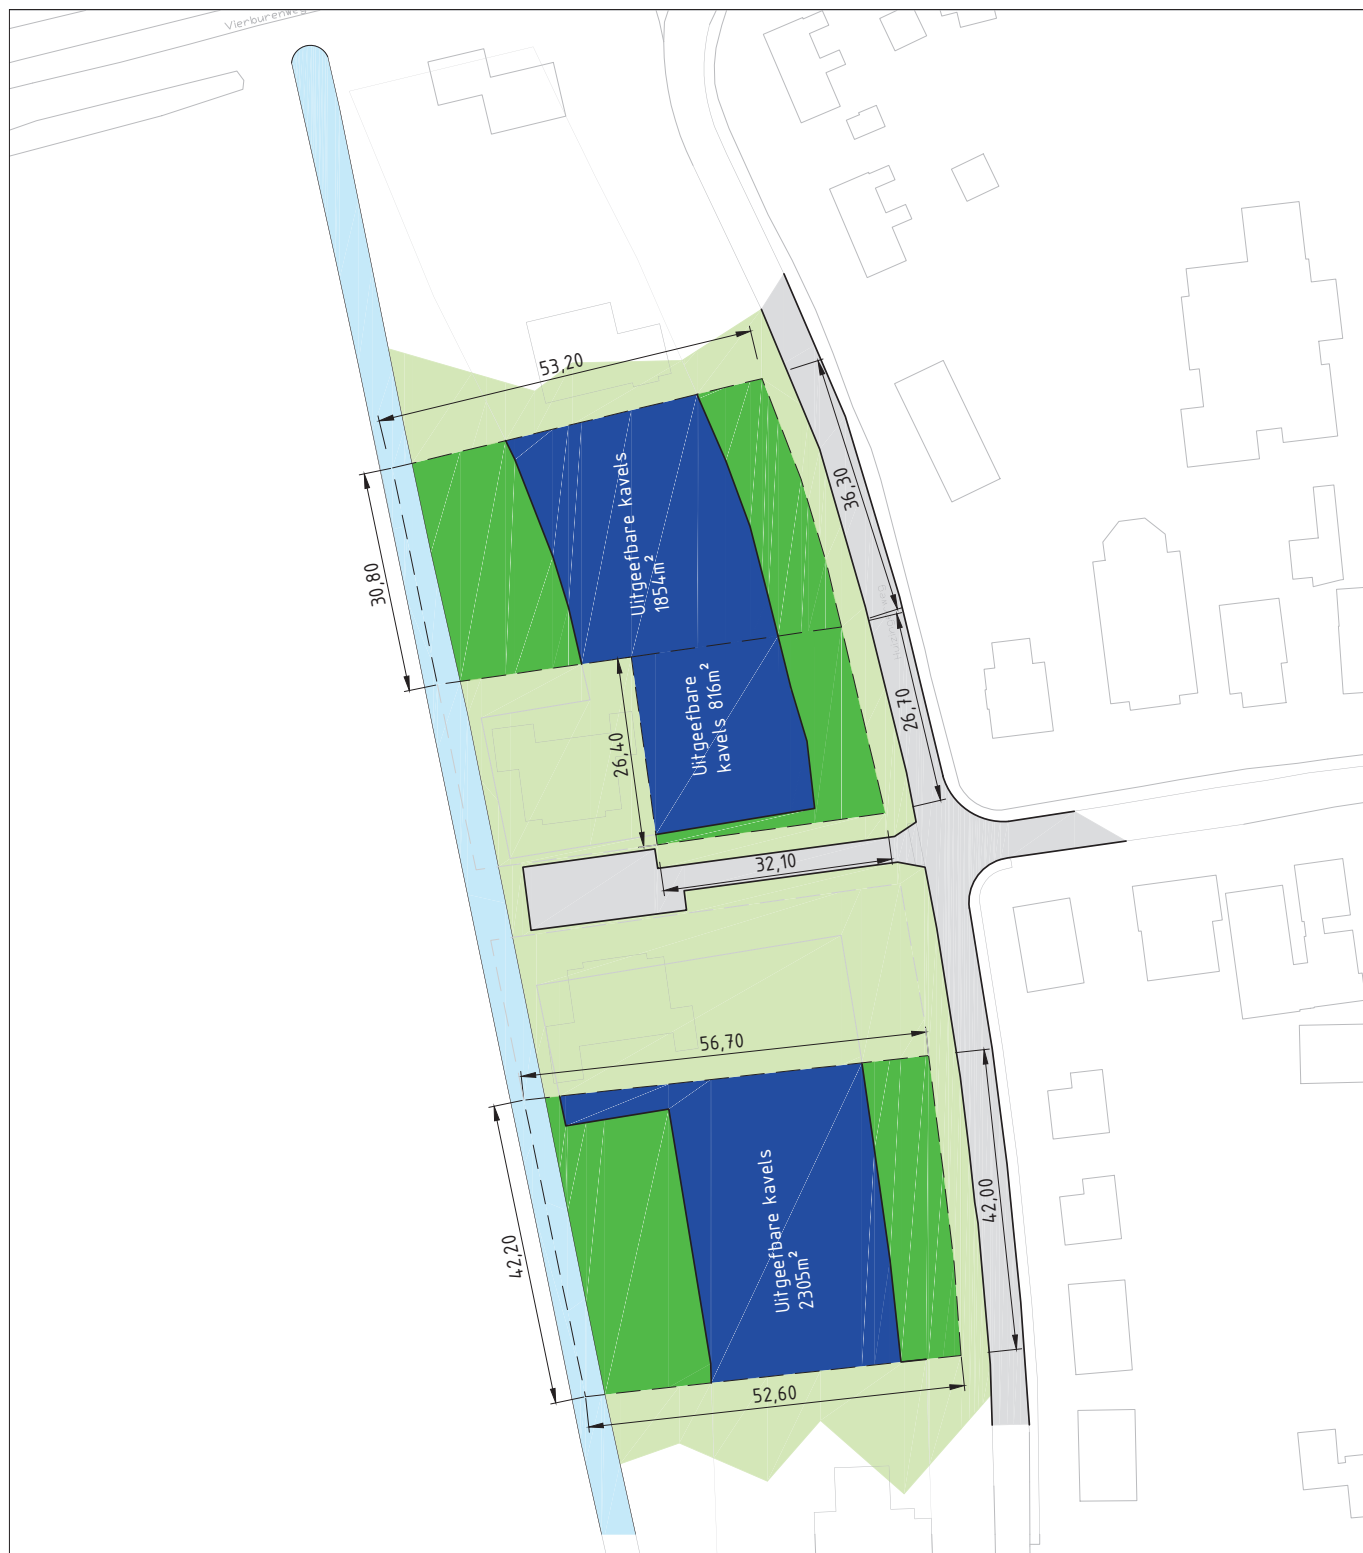 Vierburenweg
53,20
36,30
30,80
Uitgeefbare kavels
1854m²
26,70
26,40
Uitgeefbare
kavels 816m²
32,10
56,70
42,20
42,00
Uitgeefbare kavels
2305m²
52,60